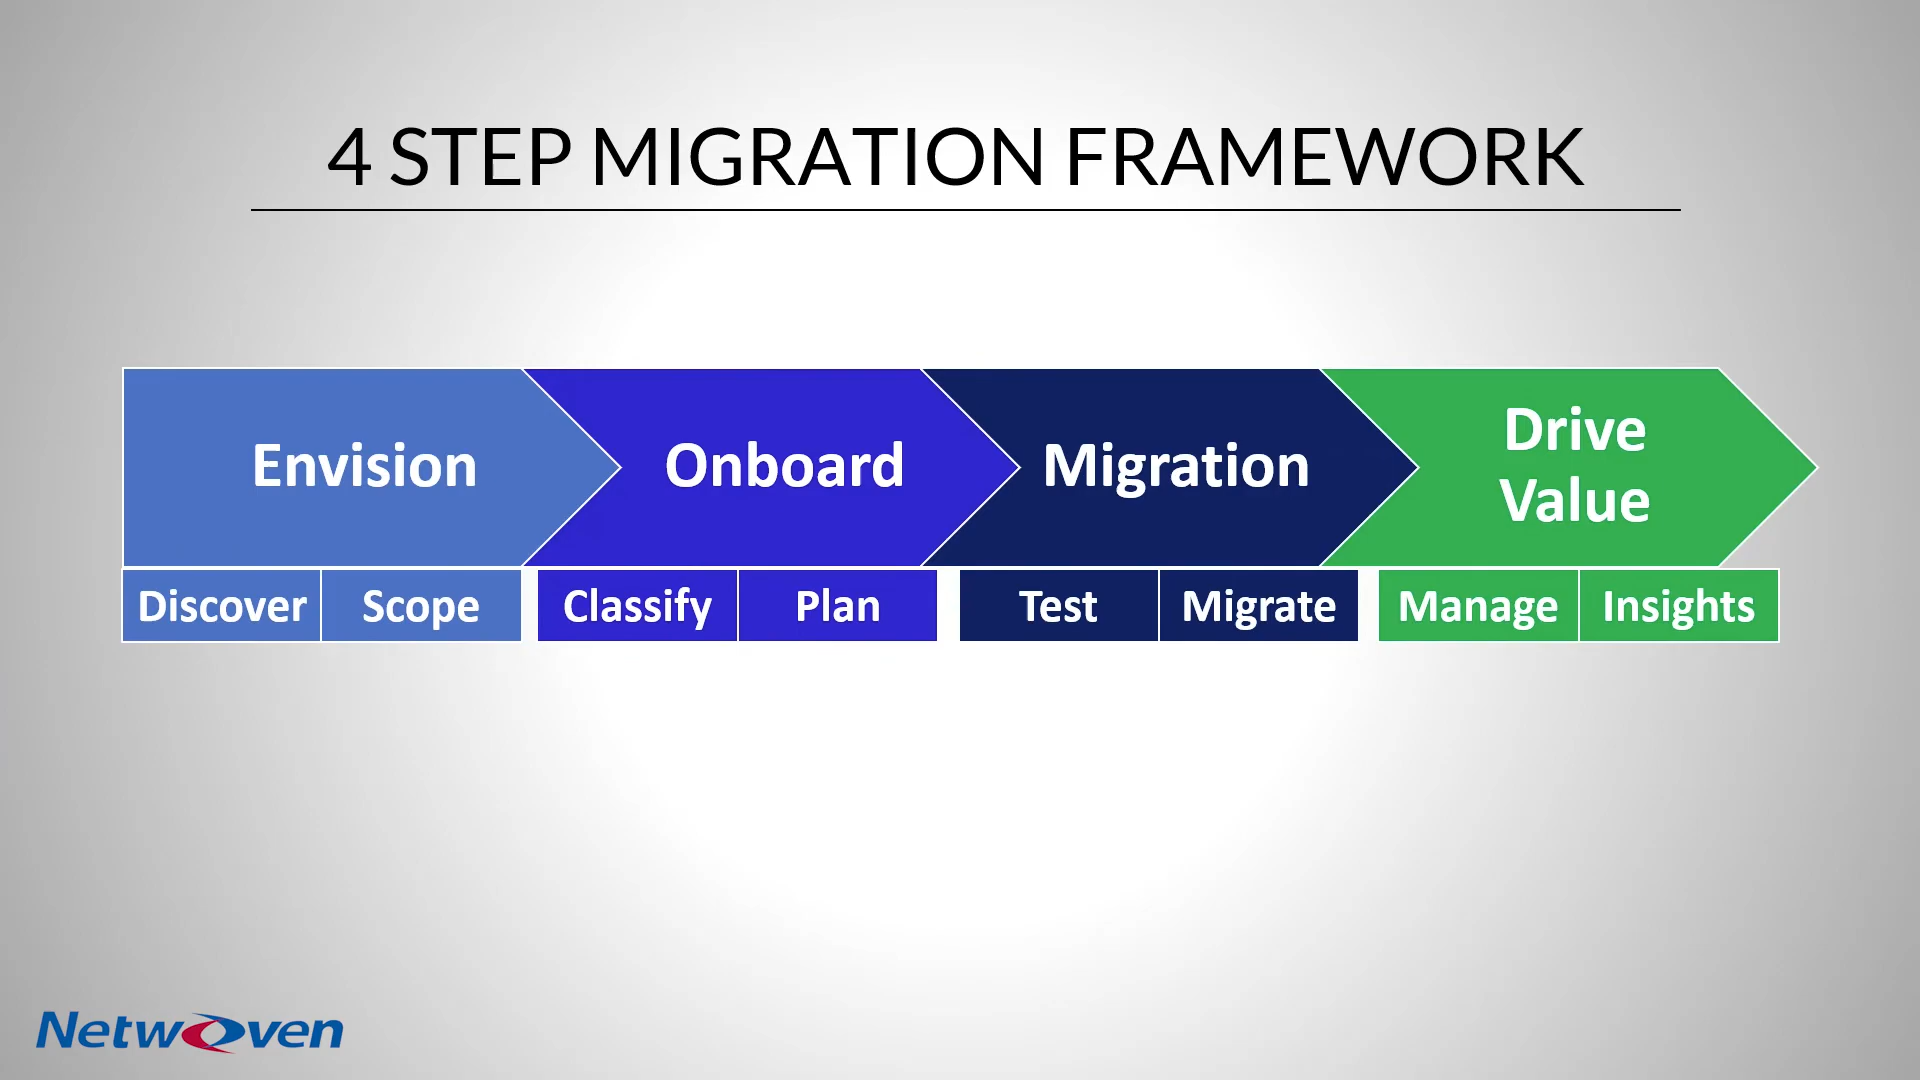 4 STEP MIGRATION FRAMEWORK
Envision
Onboard
Migration
Drive
Value
Discover
Scope
Classify
Plan
Test
Migrate
Manage
Insights
Netwoven